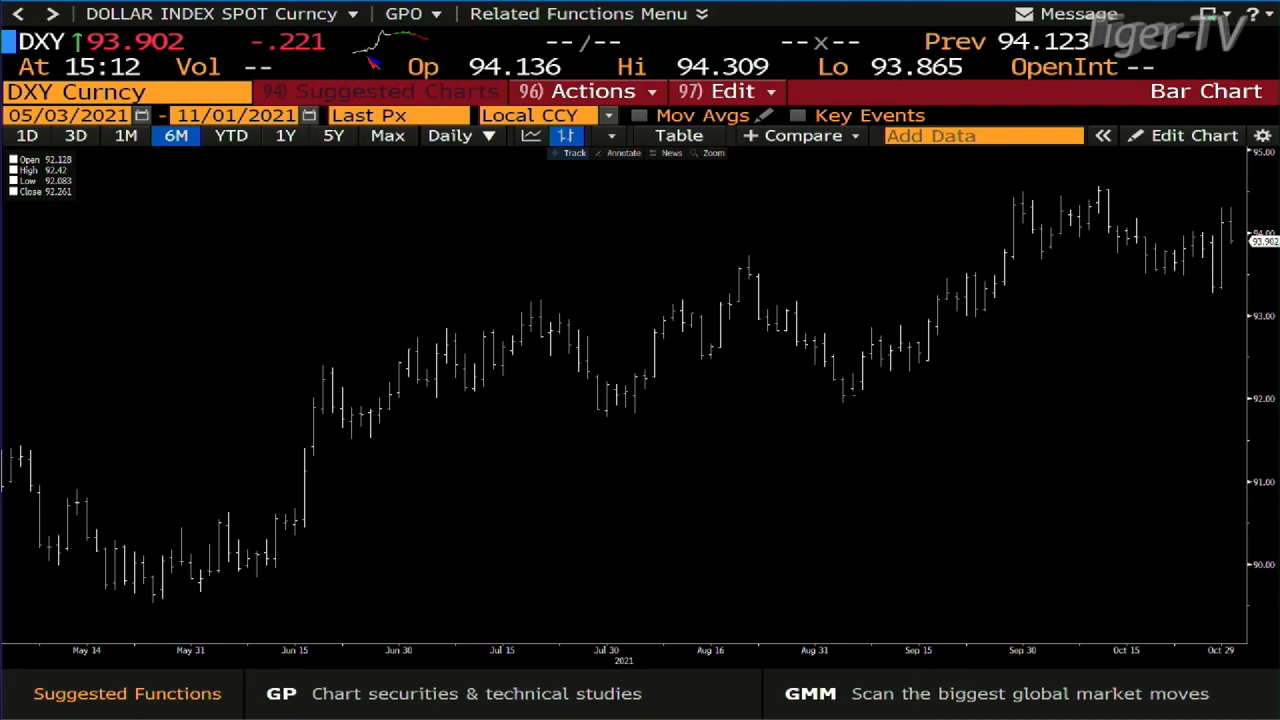 DOLLAR INDEX SPOT Curncy GPO Related Functions Menu Message ?
DXY 93.902 -.221 --/-- --x-- Prev 94.123 Tiger-TV
At 15:12 Vol -- Op 94.136 Hi 94.309 Lo 93.865 OpenInt --
DXY Curncy 94) Suggested Charts 96) Actions 97) Edit Bar Chart
05/03/2021 - 11/01/2021 Last Px Local CCY Mov Avgs Key Events
1D 3D 1M 6M YTD 1Y 5Y Max Daily Table + Compare Add Data Edit Chart
Track Annotate News Zoom
Open 92.128
High 92.42
Low 92.083
Close 92.261
95.00
94.00
93.902
93.00
92.00
91.00
90.00
May 14 May 31 Jun 15 Jun 30 Jul 15 Jul 30 Aug 16 Aug 31 Sep 15 Sep 30 Oct 15 Oct 29
2021
Suggested Functions GP Chart securities & technical studies GMM Scan the biggest global market moves